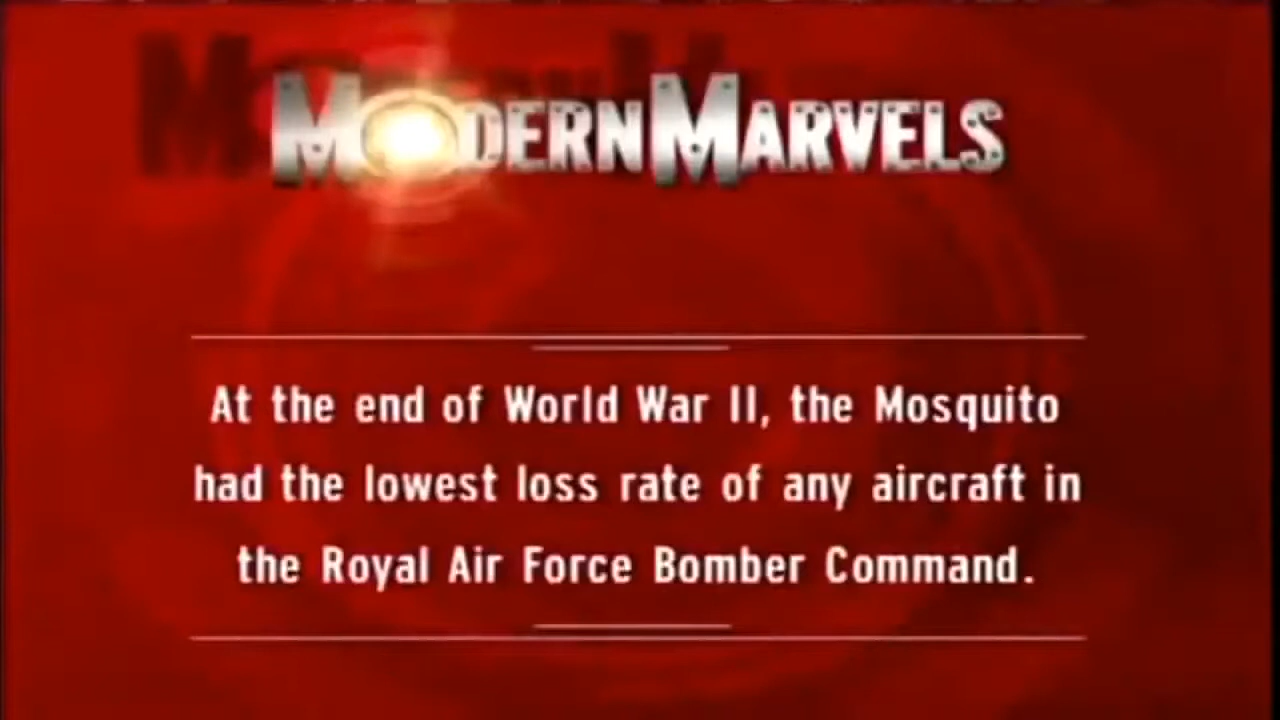 MODERN MARVELS
At the end of World War II, the Mosquito
had the lowest loss rate of any aircraft in
the Royal Air Force Bomber Command.